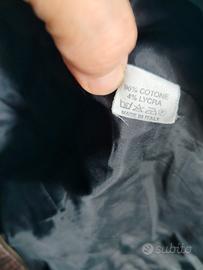 96% COTONE
4% LYCRA
MADE IN ITALY
subito